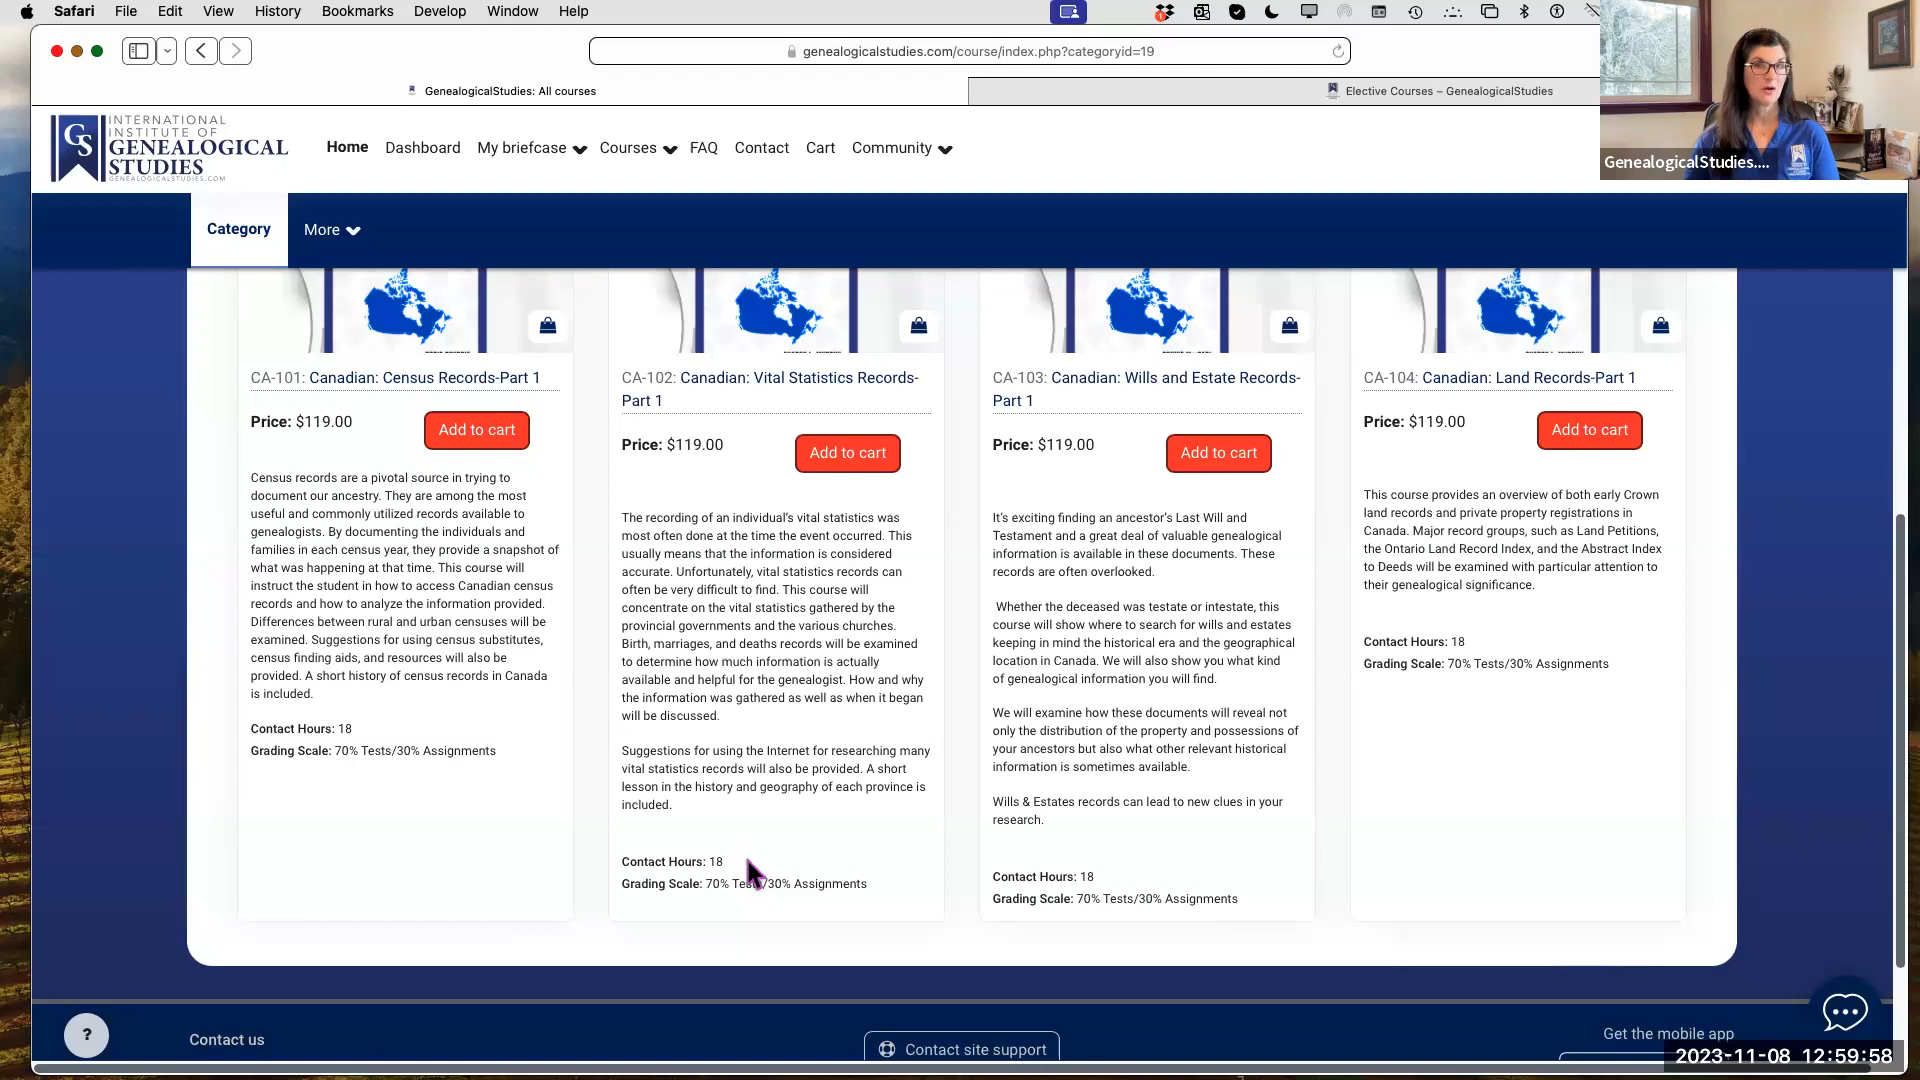 Safari File Edit View History Bookmarks Develop Window Help
genealogicalstudies.com/course/index.php?categoryid=19
GenealogicalStudies: All courses
Elective Courses – GenealogicalStudies
INTERNATIONAL
INSTITUTE OF
GENEALOGICAL
STUDIES
GENEALOGICALSTUDIES.COM
GS
Home Dashboard My briefcase Courses FAQ Contact Cart Community
GenealogicalStudies....
Category More
CA-101: Canadian: Census Records-Part 1
Price: $119.00 Add to cart
Census records are a pivotal source in trying to
document our ancestry. They are among the most
useful and commonly utilized records available to
genealogists. By documenting the individuals and
families in each census year, they provide a snapshot of
what was happening at that time. This course will
instruct the student in how to access Canadian census
records and how to analyze the information provided.
Differences between rural and urban censuses will be
examined. Suggestions for using census substitutes,
census finding aids, and resources will also be
provided. A short history of census records in Canada
is included.
Contact Hours: 18
Grading Scale: 70% Tests/30% Assignments
CA-102: Canadian: Vital Statistics Records-
Part 1
Price: $119.00 Add to cart
The recording of an individual's vital statistics was
most often done at the time the event occurred. This
usually means that the information is considered
accurate. Unfortunately, vital statistics records can
often be very difficult to find. This course will
concentrate on the vital statistics gathered by the
provincial governments and the various churches.
Birth, marriages, and deaths records will be examined
to determine how much information is actually
available and helpful for the genealogist. How and why
the information was gathered as well as when it began
will be discussed.
Suggestions for using the Internet for researching many
vital statistics records will also be provided. A short
lesson in the history and geography of each province is
included.
Contact Hours: 18
Grading Scale: 70% Tests/30% Assignments
CA-103: Canadian: Wills and Estate Records-
Part 1
Price: $119.00 Add to cart
It's exciting finding an ancestor's Last Will and
Testament and a great deal of valuable genealogical
information is available in these documents. These
records are often overlooked.
Whether the deceased was testate or intestate, this
course will show where to search for wills and estates
keeping in mind the historical era and the geographical
location in Canada. We will also show you what kind
of genealogical information you will find.
We will examine how these documents will reveal not
only the distribution of the property and possessions of
your ancestors but also what other relevant historical
information is sometimes available.
Wills & Estates records can lead to new clues in your
research.
Contact Hours: 18
Grading Scale: 70% Tests/30% Assignments
CA-104: Canadian: Land Records-Part 1
Price: $119.00 Add to cart
This course provides an overview of both early Crown
land records and private property registrations in
Canada. Major record groups, such as Land Petitions,
the Ontario Land Record Index, and the Abstract Index
to Deeds will be examined with particular attention to
their genealogical significance.
Contact Hours: 18
Grading Scale: 70% Tests/30% Assignments
?
Contact us
Contact site support
Get the mobile app
2023-11-08 12:59:58